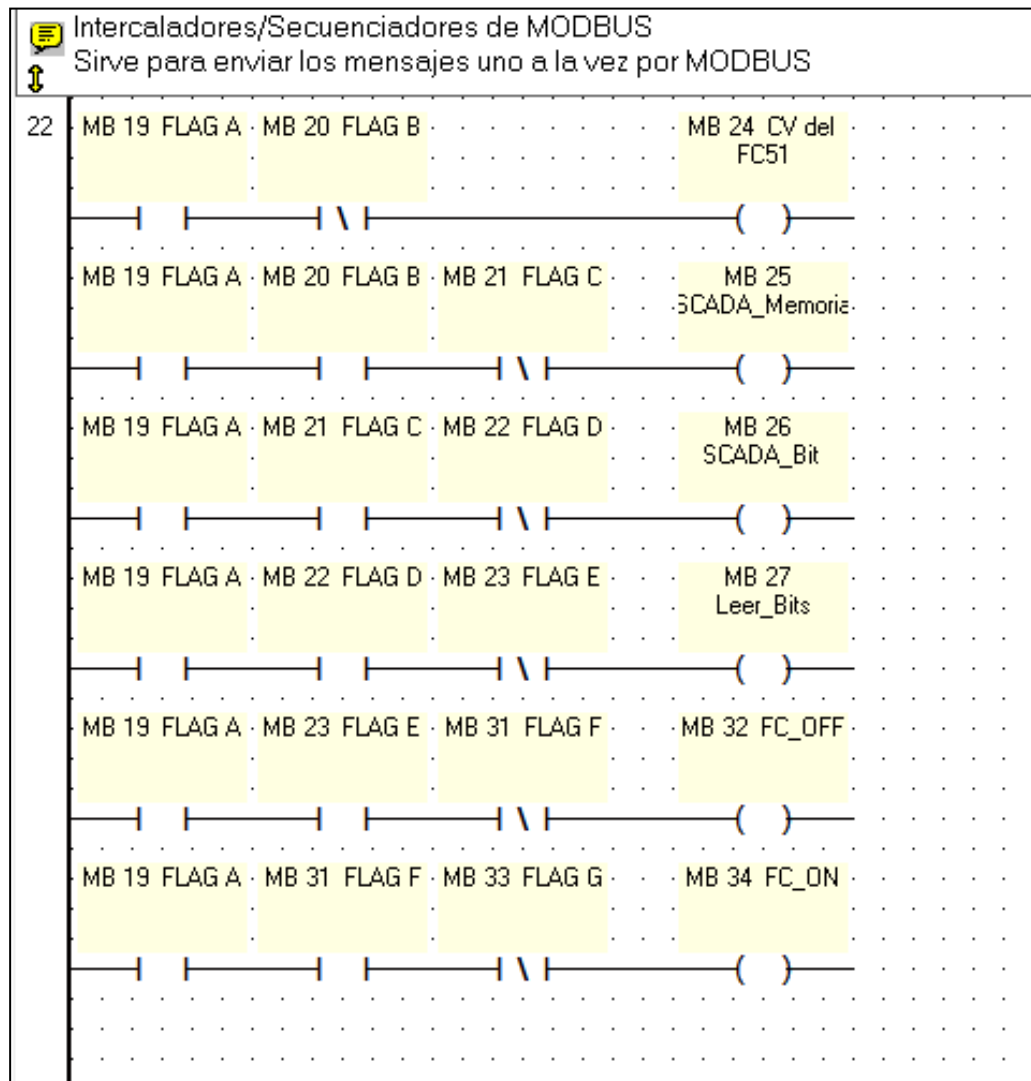 Intercaladores/Secuenciadores de MODBUS
Sirve para enviar los mensajes uno a la vez por MODBUS
22
MB 19 FLAG A MB 20 FLAG B MB 24 CV del
FC51
MB 19 FLAG A MB 20 FLAG B MB 21 FLAG C MB 25
SCADA_Memoria
MB 19 FLAG A MB 21 FLAG C MB 22 FLAG D MB 26
SCADA_Bit
MB 19 FLAG A MB 22 FLAG D MB 23 FLAG E MB 27
Leer_Bits
MB 19 FLAG A MB 23 FLAG E MB 31 FLAG F MB 32 FC_OFF
MB 19 FLAG A MB 31 FLAG F MB 33 FLAG G MB 34 FC_ON